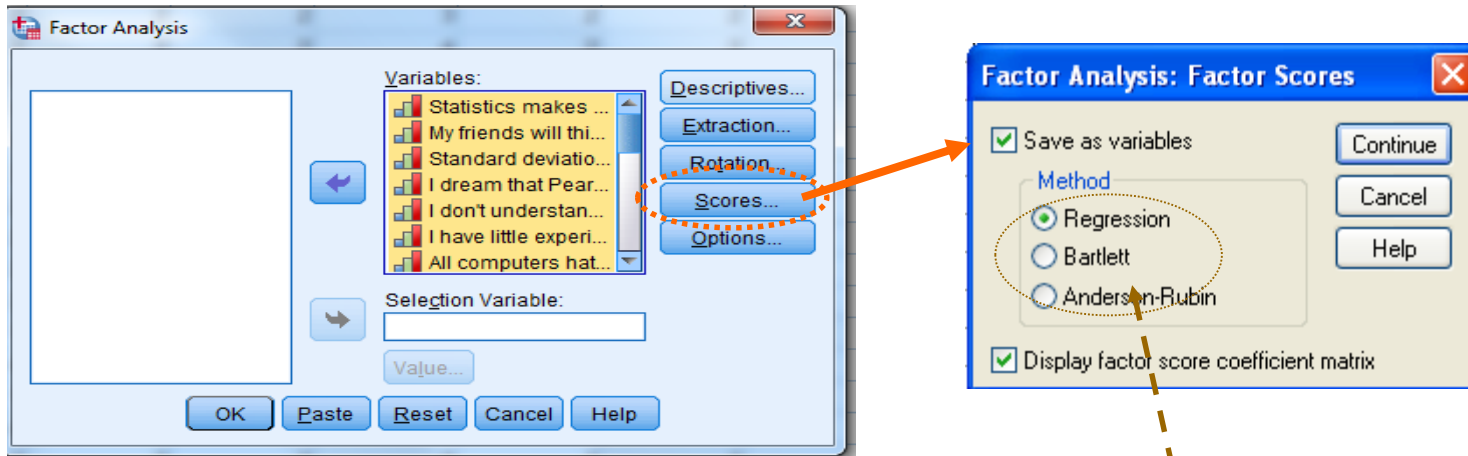 Factor Analysis
Variables:
Statistics makes ...
My friends will thi...
Standard deviatio...
I dream that Pear...
I don't understan...
I have little experi...
All computers hat...
Selection Variable:
Value...
Descriptives...
Extraction...
Rotation...
Scores...
Options...
OK
Paste
Reset
Cancel
Help
Factor Analysis: Factor Scores
Save as variables
Method
Regression
Bartlett
Anderson-Rubin
Display factor score coefficient matrix
Continue
Cancel
Help